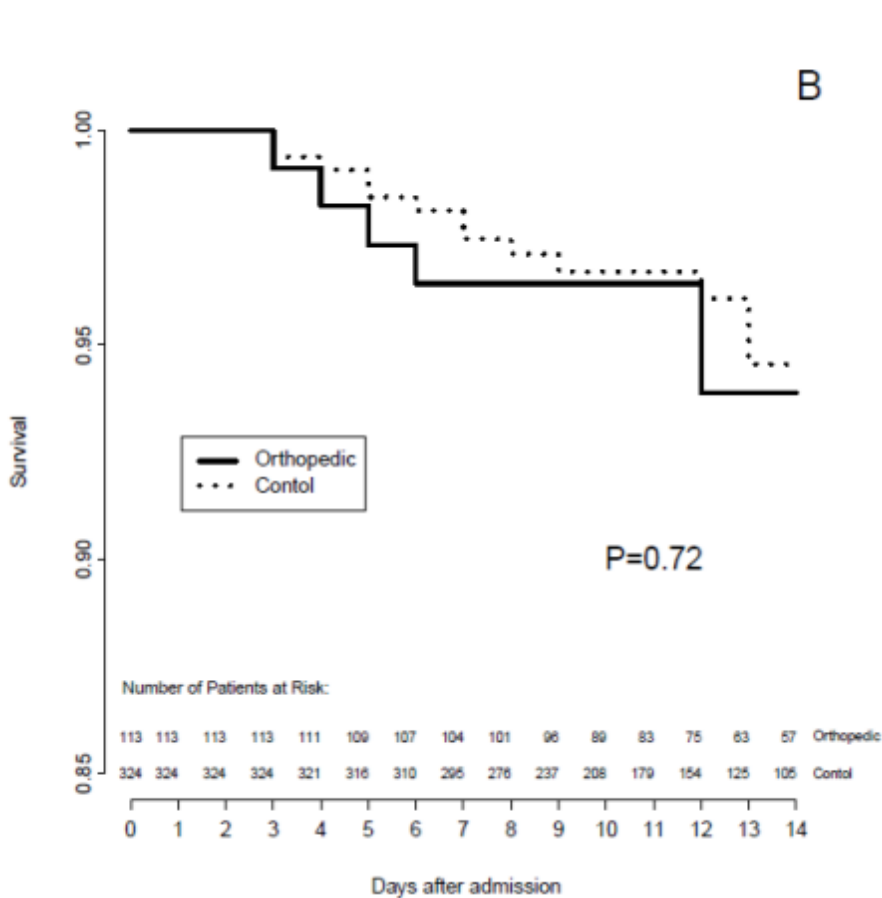 B
1.00
0.95
0.90
0.85
Survival
Orthopedic
Contol
P=0.72
Number of Patients at Risk:
113 113 113 113 111 109 107 104 101 96 89 83 75 63 57 Orthopedic
324 324 324 324 321 316 310 295 276 237 208 179 154 125 105 Contol
0 1 2 3 4 5 6 7 8 9 10 11 12 13 14
Days after admission